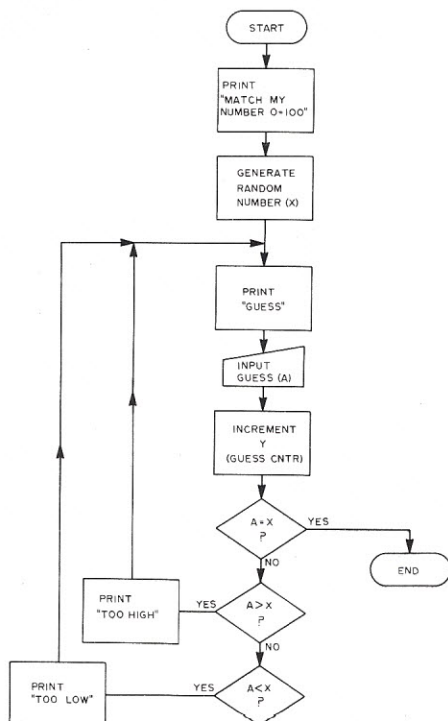 START
PRINT
"MATCH MY
NUMBER 0=100"
GENERATE
RANDOM
NUMBER (X)
PRINT
"GUESS"
INPUT
GUESS (A)
INCREMENT
Y
(GUESS CNTR)
A=X
?
YES
END
NO
A>X
?
YES
PRINT
"TOO HIGH"
NO
A<X
?
YES
PRINT
"TOO LOW"